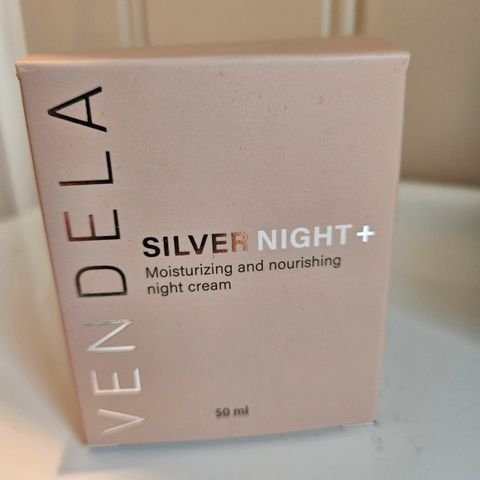 VENDELA
SILVER NIGHT+
Moisturizing and nourishing
night cream
50 ml